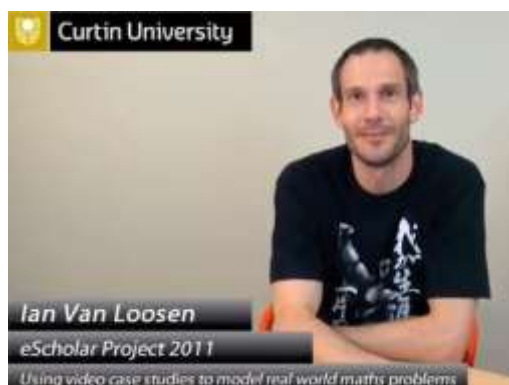 Curtin University
Ian Van Loosen
eScholar Project 2011
Using video case studies to model real world maths problems